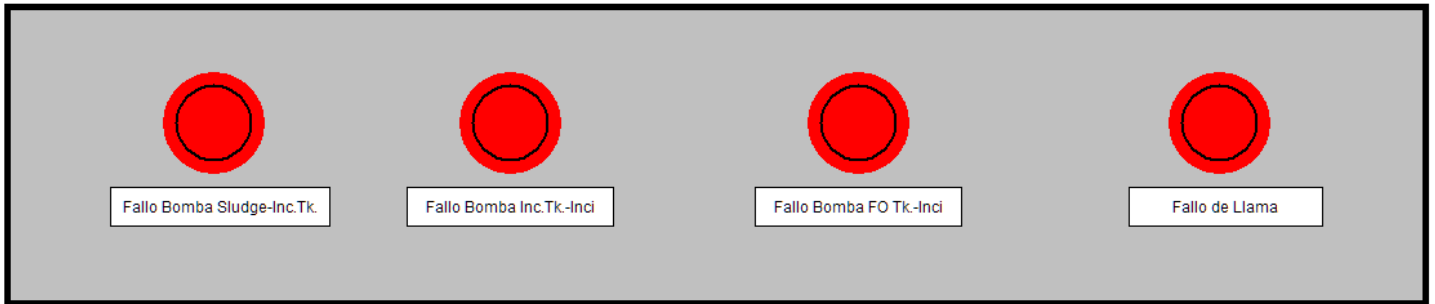 Fallo Bomba Sludge-Inc.Tk.
Fallo Bomba Inc.Tk.-Inci
Fallo Bomba FO Tk.-Inci
Fallo de Llama